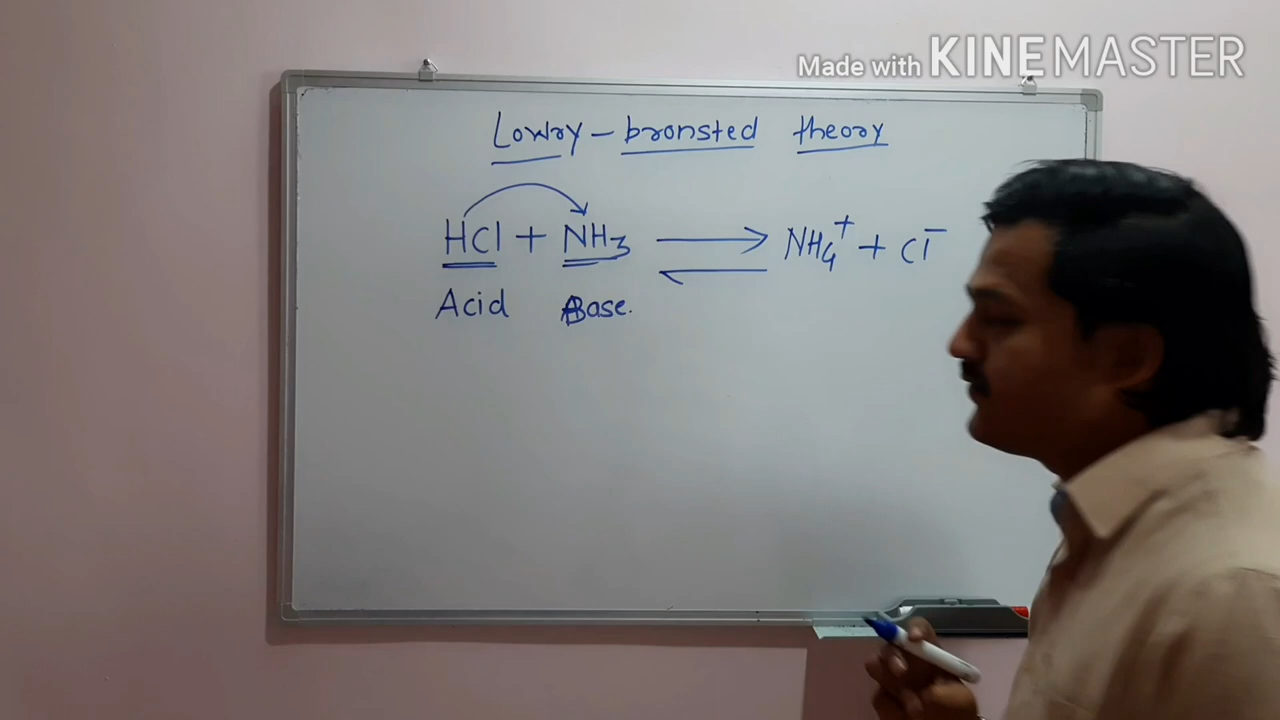 Made with KINEMASTER
Lowry - bronsted theory
HCl + NH₃ ⇌ NH₄⁺ + Cl⁻
Acid Base.